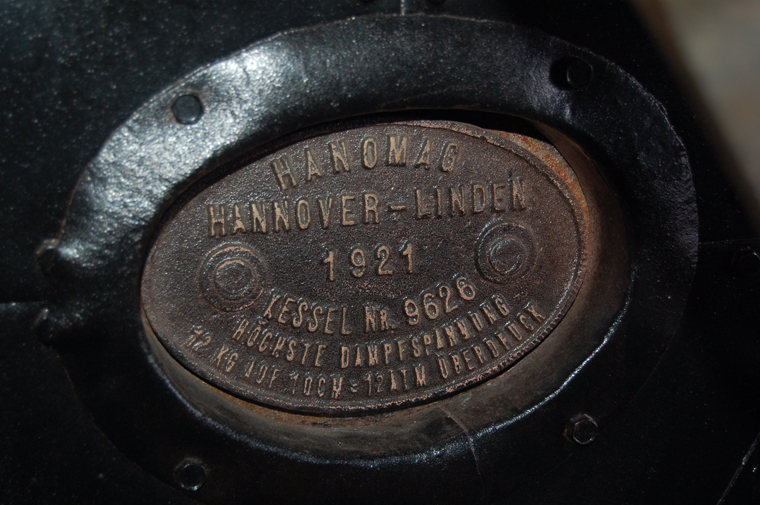 HANOMAG
HANNOVER-LINDEN
1921
KESSEL NR. 9626
HÖCHSTE DAMPFSPANNUNG
12 KG AUF 1QCM = 12 ATM ÜBERDRUCK